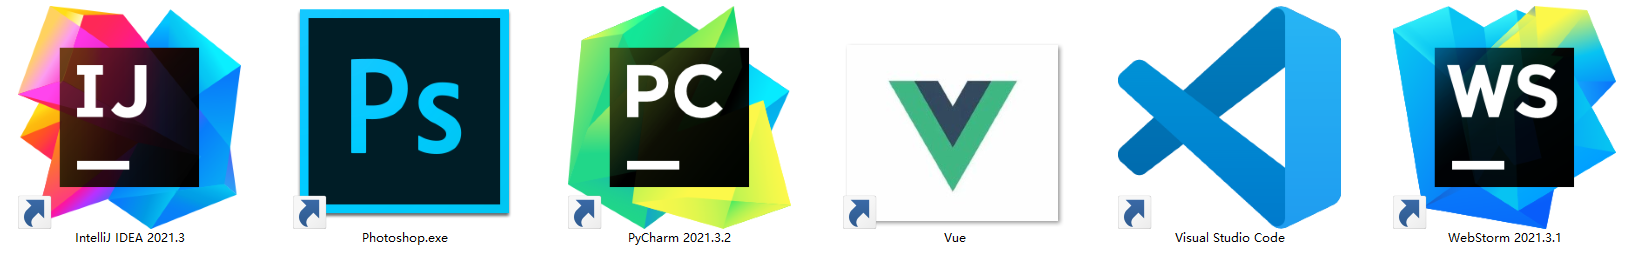 IJ
Ps
PC
WS
IntelliJ IDEA 2021.3
Photoshop.exe
PyCharm 2021.3.2
Vue
Visual Studio Code
WebStorm 2021.3.1